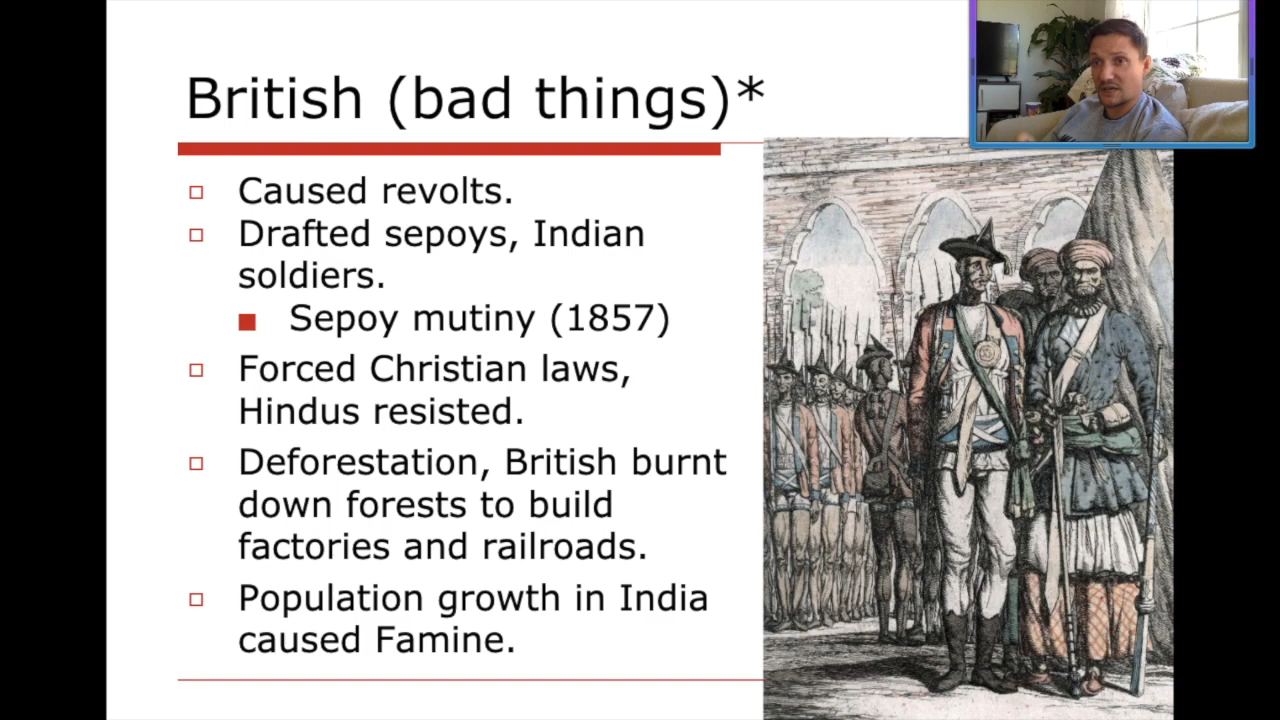 British (bad things)*
Caused revolts.
Drafted sepoys, Indian
soldiers.
Sepoy mutiny (1857)
Forced Christian laws,
Hindus resisted.
Deforestation, British burnt
down forests to build
factories and railroads.
Population growth in India
caused Famine.